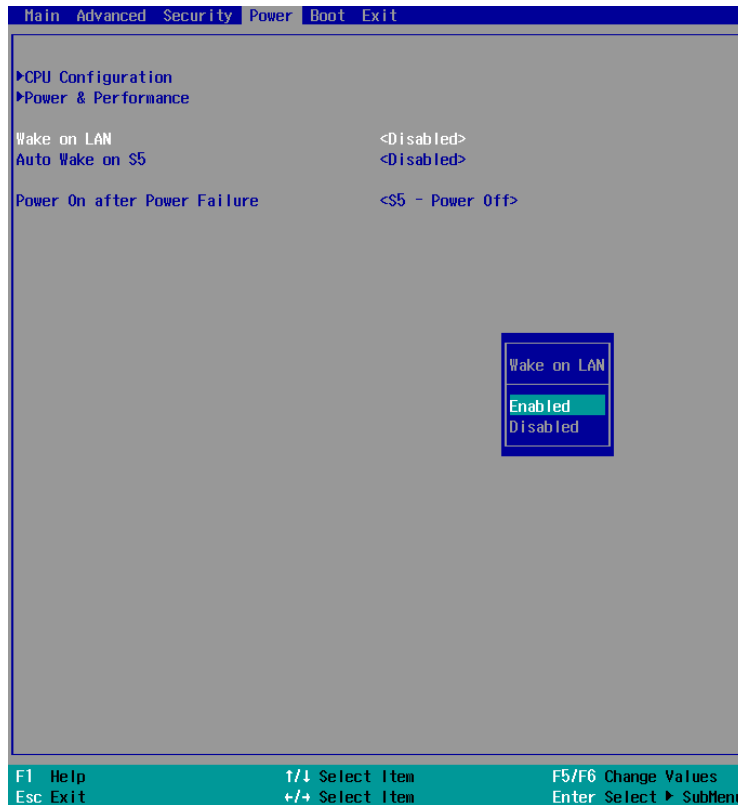 Main Advanced Security Power Boot Exit
▶CPU Configuration
▶Power & Performance
Wake on LAN <Disabled>
Auto Wake on S5 <Disabled>
Power On after Power Failure <S5 - Power Off>
Wake on LAN
Enabled
Disabled
F1 Help ↑/↓ Select Item F5/F6 Change Values
Esc Exit ←/→ Select Item Enter Select ▶ SubMenu